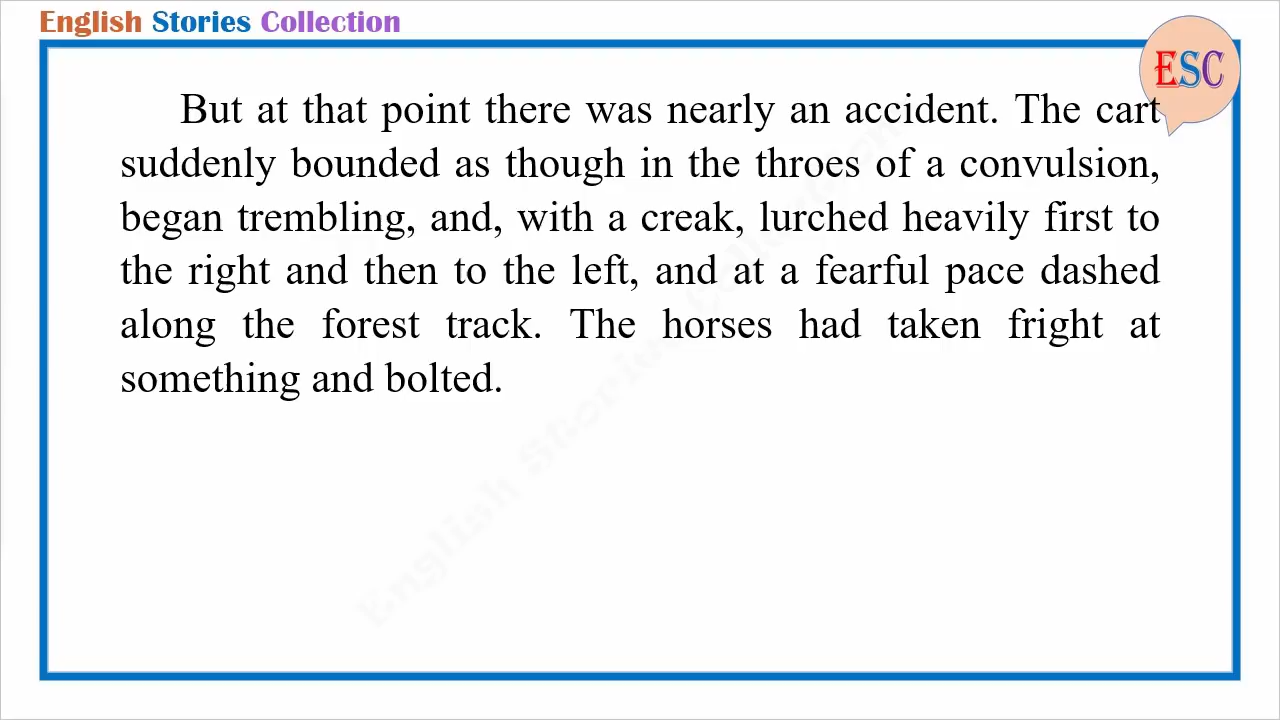 English Stories Collection
ESC
But at that point there was nearly an accident. The cart
suddenly bounded as though in the throes of a convulsion,
began trembling, and, with a creak, lurched heavily first to
the right and then to the left, and at a fearful pace dashed
along the forest track. The horses had taken fright at
something and bolted.
English Stories Collection